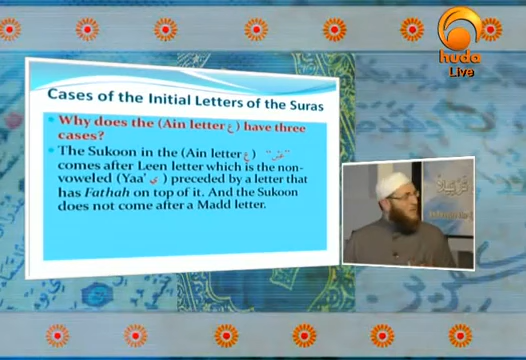 huda
Live
Cases of the Initial Letters of the Suras
Why does the (Ain letter ع) have three
cases?
The Sukoon in the (Ain letter ع) "عَيْن"
comes after Leen letter which is the non-
voweled (Yaa' ي) preceded by a letter that
has Fathah on top of it. And the Sukoon
does not come after a Madd letter.